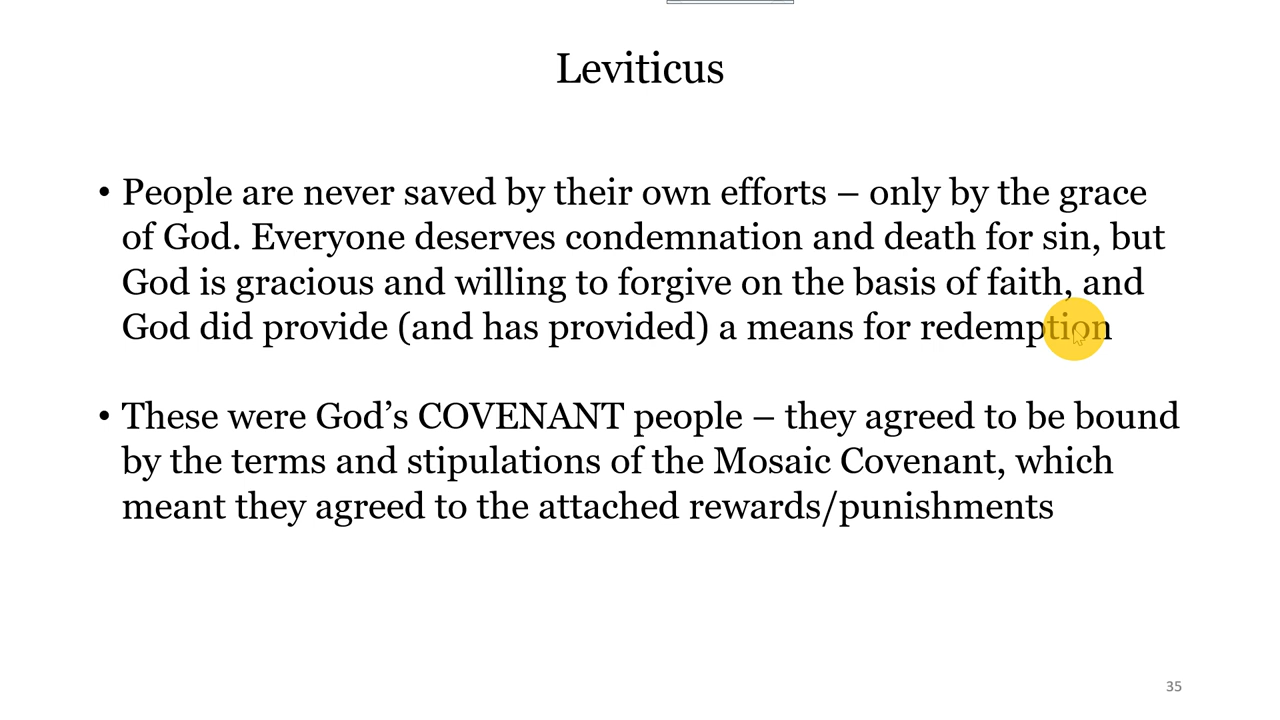 Leviticus
• People are never saved by their own efforts – only by the grace
of God. Everyone deserves condemnation and death for sin, but
God is gracious and willing to forgive on the basis of faith, and
God did provide (and has provided) a means for redemption
• These were God’s COVENANT people – they agreed to be bound
by the terms and stipulations of the Mosaic Covenant, which
meant they agreed to the attached rewards/punishments
35